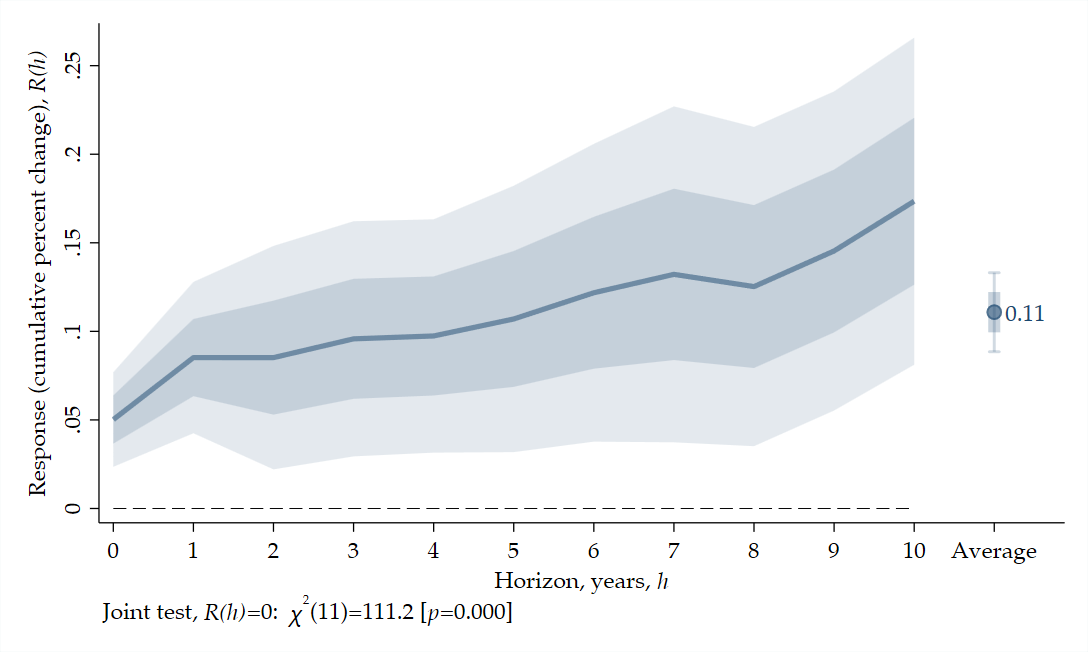 Response (cumulative percent change), R(h)
.25
.2
.15
.1
.05
0
0.11
0 1 2 3 4 5 6 7 8 9 10 Average
Horizon, years, h
Joint test, R(h)=0: χ²(11)=111.2 [p=0.000]